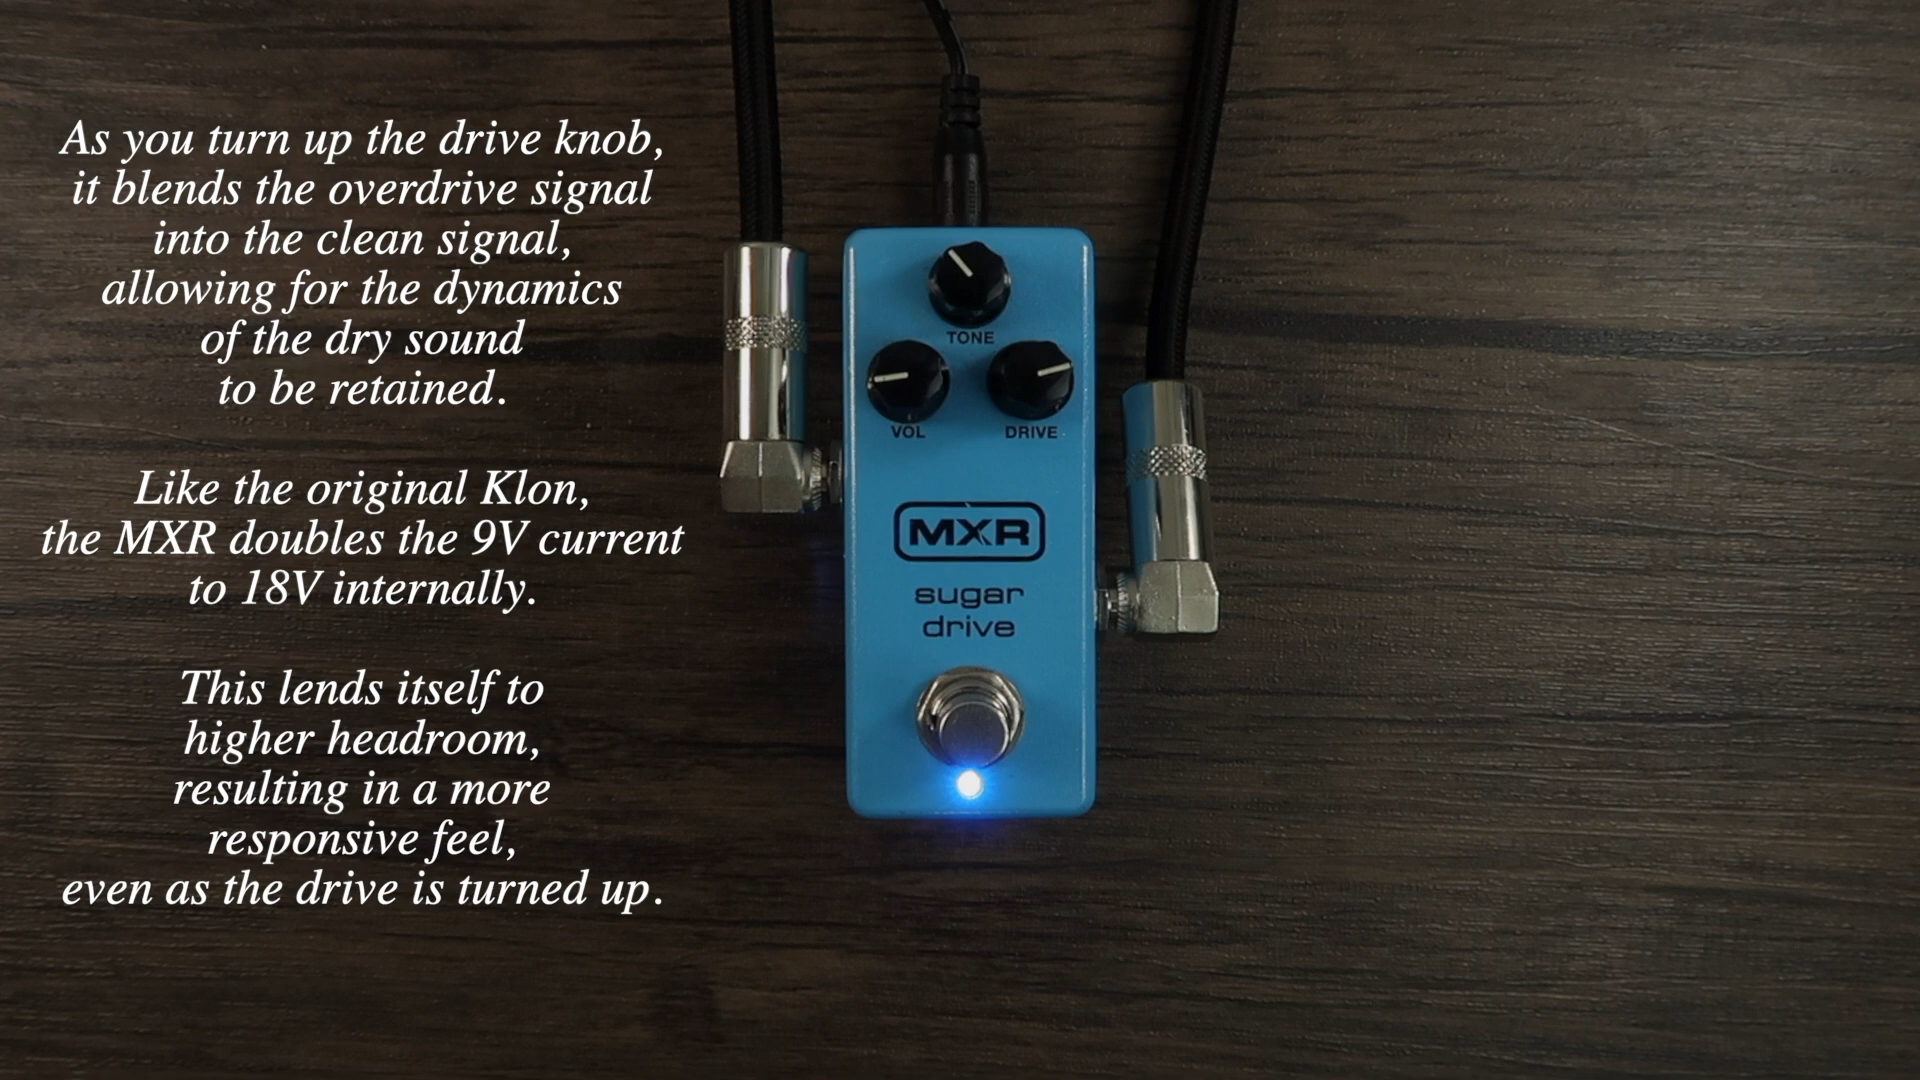 As you turn up the drive knob,
it blends the overdrive signal
into the clean signal,
allowing for the dynamics
of the dry sound
to be retained.
Like the original Klon,
the MXR doubles the 9V current
to 18V internally.
This lends itself to
higher headroom,
resulting in a more
responsive feel,
even as the drive is turned up.
TONE
VOL DRIVE
MXR
sugar
drive